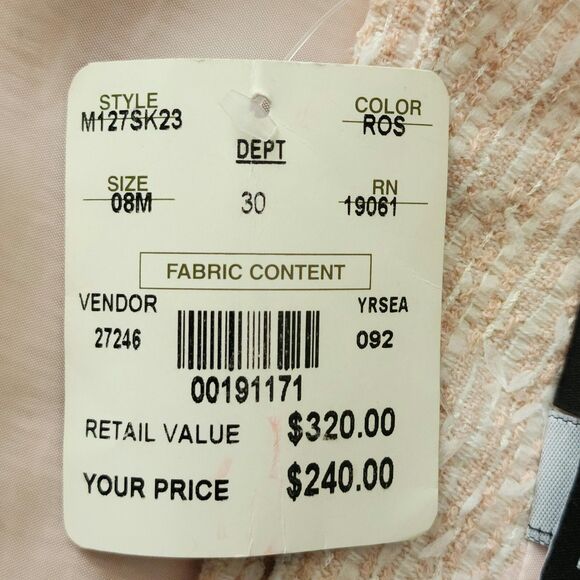 STYLE COLOR
M127SK23 ROS
DEPT
SIZE RN
08M 30 19061
FABRIC CONTENT
VENDOR YRSEA
27246 092
00191171
RETAIL VALUE $320.00
YOUR PRICE $240.00